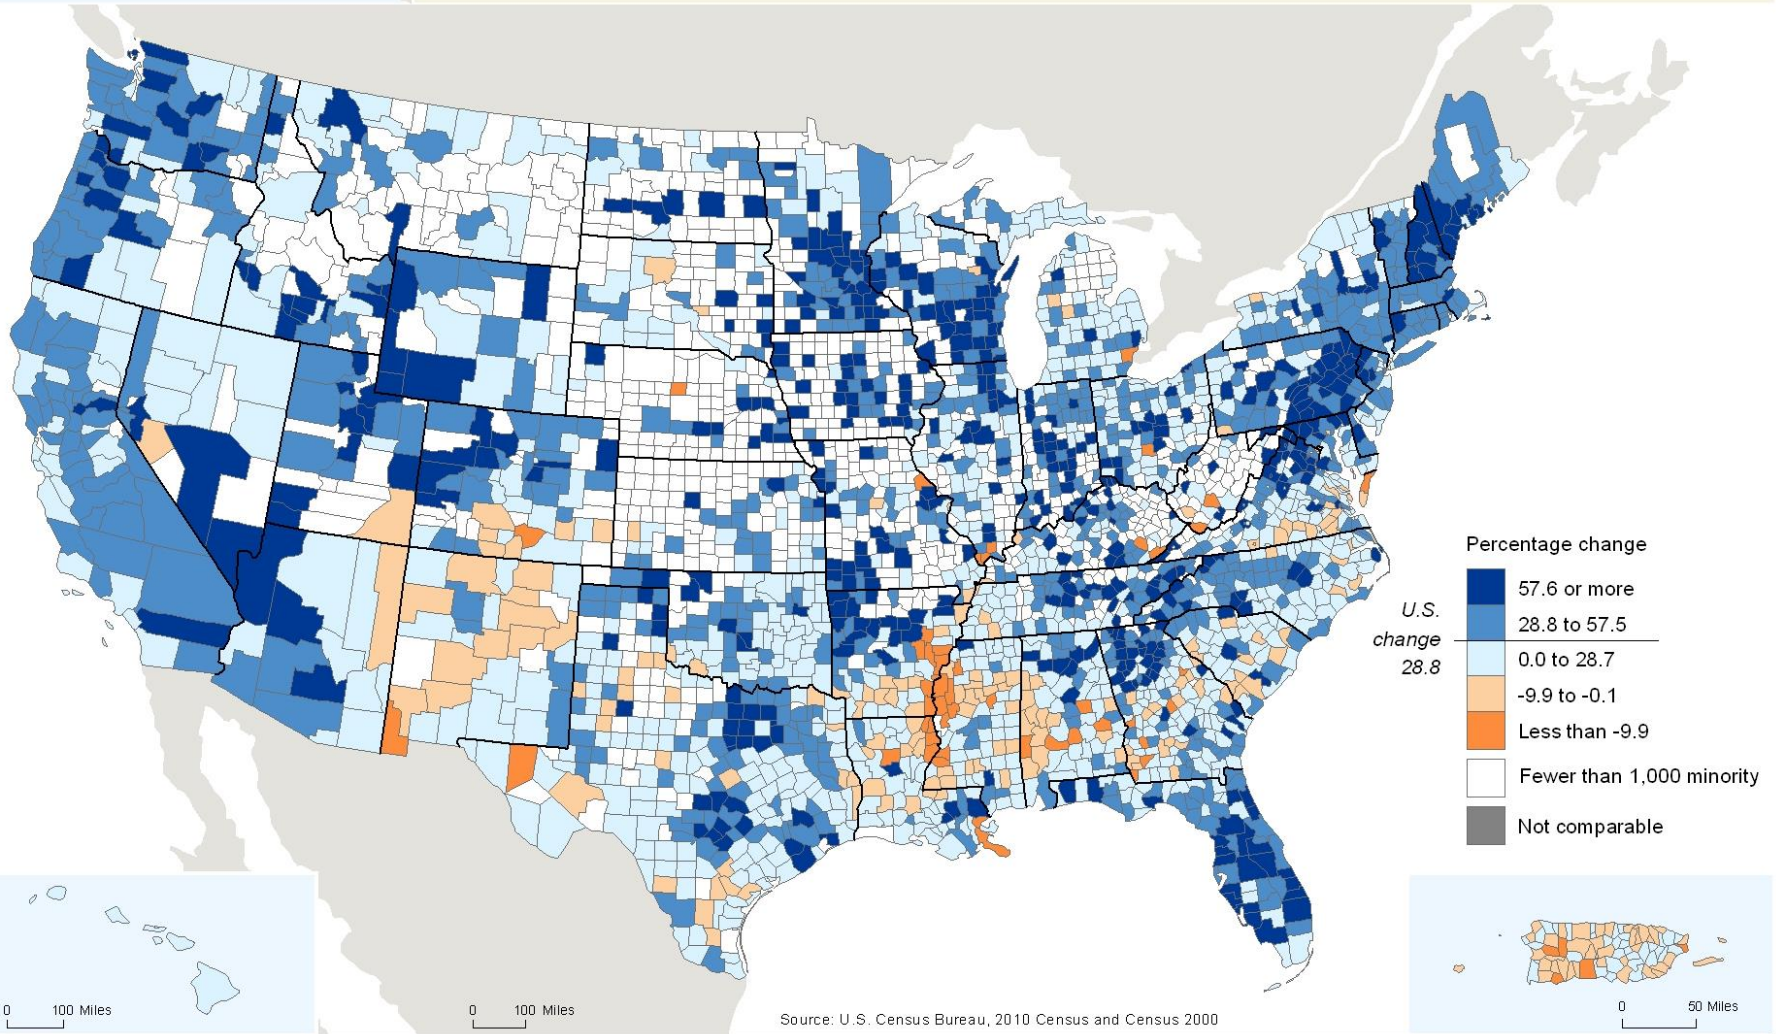 Percentage change
57.6 or more
28.8 to 57.5
U.S.
change
28.8
0.0 to 28.7
-9.9 to -0.1
Less than -9.9
Fewer than 1,000 minority
Not comparable
0 100 Miles
0 100 Miles
0 50 Miles
Source: U.S. Census Bureau, 2010 Census and Census 2000